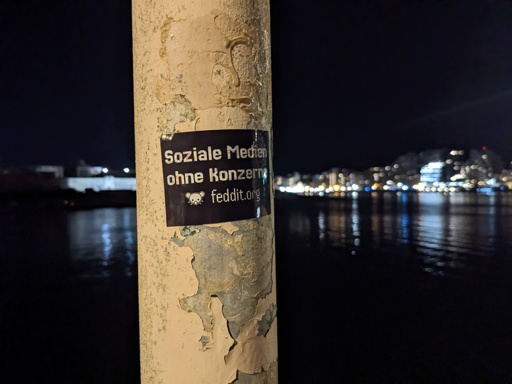 Soziale Medien
ohne Konzerne
feddit.org